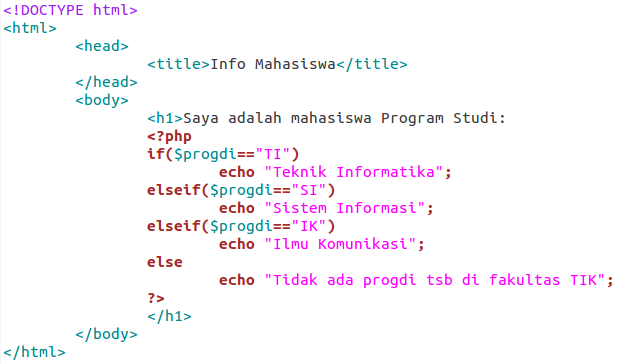 <!DOCTYPE html>
<html>
<head>
<title>Info Mahasiswa</title>
</head>
<body>
<h1>Saya adalah mahasiswa Program Studi:
<?php
if($progdi=="TI")
echo "Teknik Informatika";
elseif($progdi=="SI")
echo "Sistem Informasi";
elseif($progdi=="IK")
echo "Ilmu Komunikasi";
else
echo "Tidak ada progdi tsb di fakultas TIK";
?>
</h1>
</body>
</html>